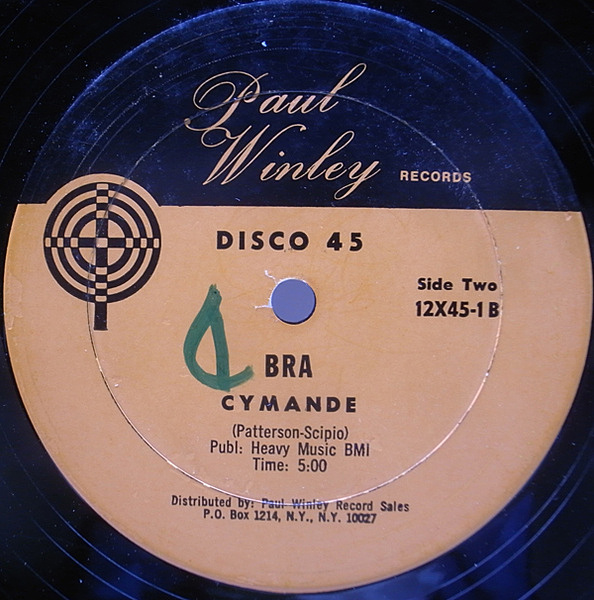 Paul
Winley RECORDS
DISCO 45
Side Two
12X45-1 B
BRA
CYMANDE
(Patterson-Scipio)
Publ: Heavy Music BMI
Time: 5:00
Distributed by: Paul Winley Record Sales
P.O. Box 1214, N.Y., N.Y. 10027